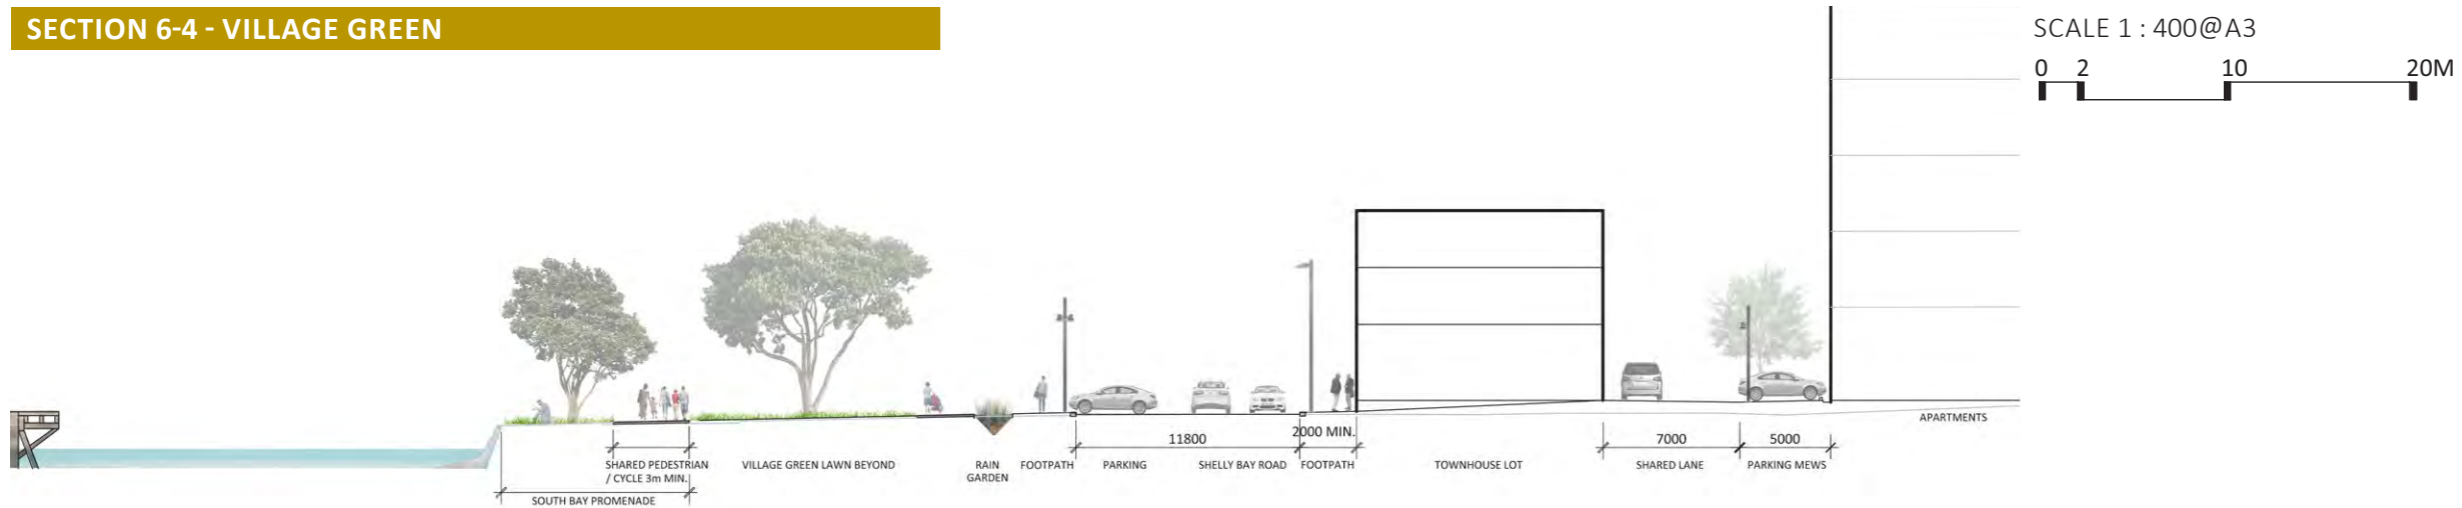 SECTION 6-4 - VILLAGE GREEN
SCALE 1 : 400@A3
0 2 10 20M
11800
2000 MIN.
7000
5000
APARTMENTS
SHARED PEDESTRIAN
/ CYCLE 3m MIN.
VILLAGE GREEN LAWN BEYOND
RAIN
GARDEN
FOOTPATH
PARKING
SHELLY BAY ROAD
FOOTPATH
TOWNHOUSE LOT
SHARED LANE
PARKING MEWS
SOUTH BAY PROMENADE